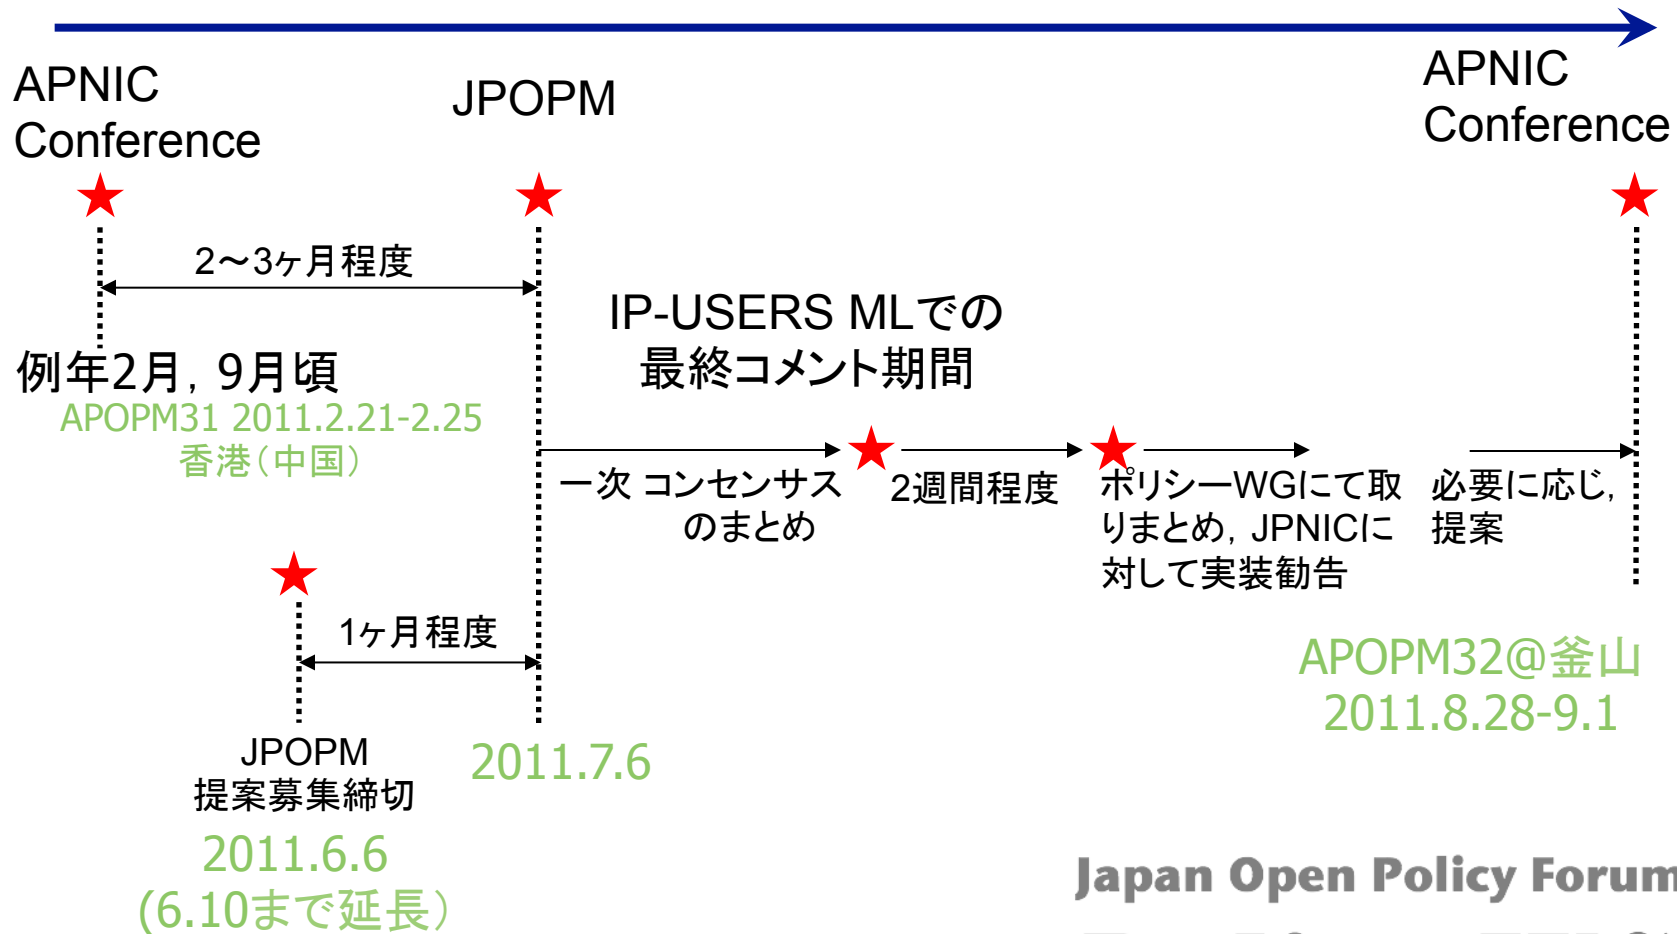 APNIC
Conference
JPOPM
APNIC
Conference
2～3ヶ月程度
IP-USERS MLでの
最終コメント期間
例年2月, 9月頃
APOPM31 2011.2.21-2.25
香港（中国）
一次 コンセンサス
のまとめ
2週間程度
ポリシーWGにて取
りまとめ, JPNICに
対して実装勧告
必要に応じ,
提案
1ヶ月程度
JPOPM
提案募集締切
2011.6.6
(6.10まで延長）
2011.7.6
APOPM32@釜山
2011.8.28-9.1
Japan Open Policy Forum